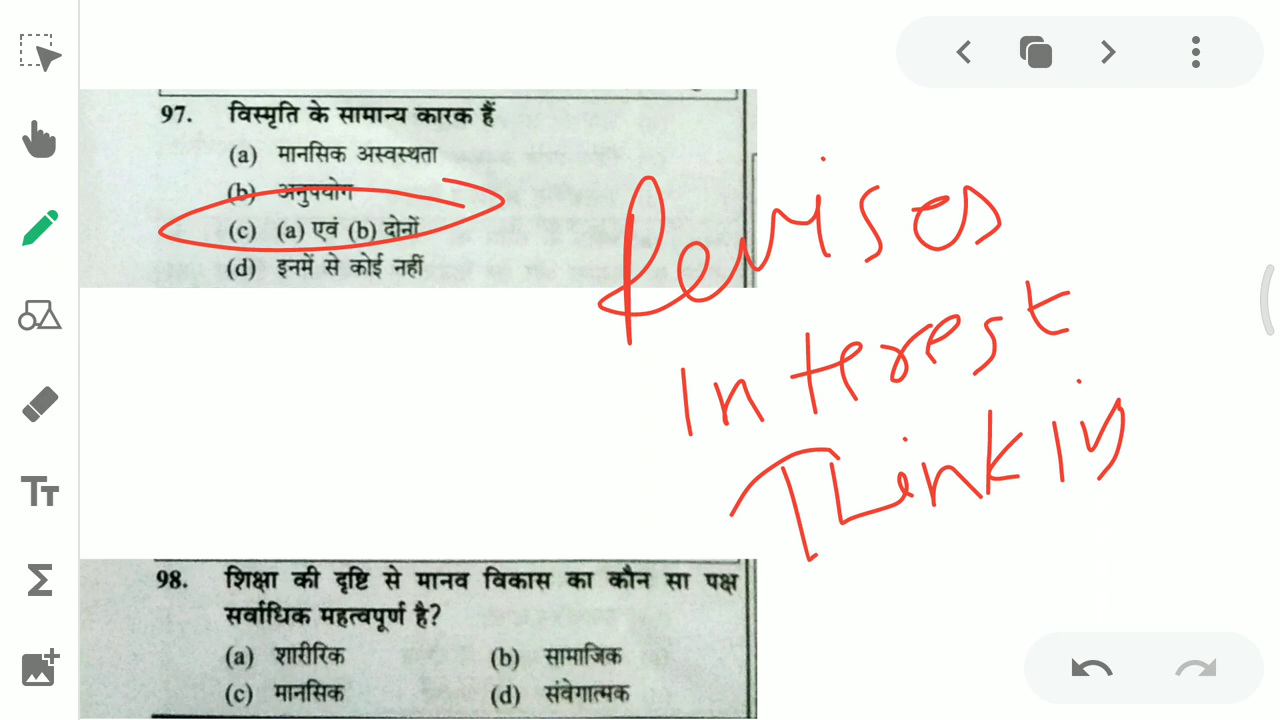 97. विस्मृति के सामान्य कारक हैं
(a) मानसिक अस्वस्थता
(b) अनुपयोग
(c) (a) एवं (b) दोनों
(d) इनमें से कोई नहीं
Revises
Interest
Thinking
98. शिक्षा की दृष्टि से मानव विकास का कौन सा पक्ष
सर्वाधिक महत्वपूर्ण है?
(a) शारीरिक (b) सामाजिक
(c) मानसिक (d) संवेगात्मक
Tт
Σ